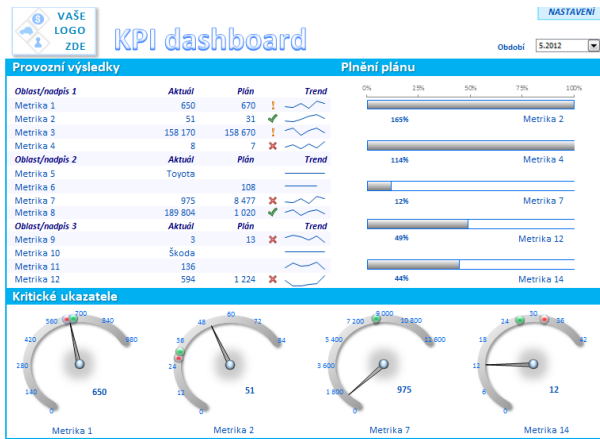 VAŠE
LOGO
ZDE
KPI dashboard
NASTAVENÍ
Období 5.2012
Provozní výsledky
Plnění plánu
Oblast/nadpis 1 Aktuál Plán Trend
Metrika 1 650 670
Metrika 2 51 31
Metrika 3 158 170 158 670
Metrika 4 8 7
Oblast/nadpis 2 Aktuál Plán Trend
Metrika 5 Toyota
Metrika 6 108
Metrika 7 975 8 477
Metrika 8 189 804 1 020
Oblast/nadpis 3 Aktuál Plán Trend
Metrika 9 3 13
Metrika 10 Škoda
Metrika 11 136
Metrika 12 594 1 224
0% 25% 50% 75% 100%
165% Metrika 2
114% Metrika 4
12% Metrika 7
49% Metrika 12
44% Metrika 14
Kritické ukazatele
0 140 280 420 560 700 840 980
650
Metrika 1
0 12 24 36 48 60 72 84
51
Metrika 2
0 1 800 3 600 5 400 7 200 9 000 10 800 12 600
975
Metrika 7
0 6 12 18 24 30 36 42
12
Metrika 14